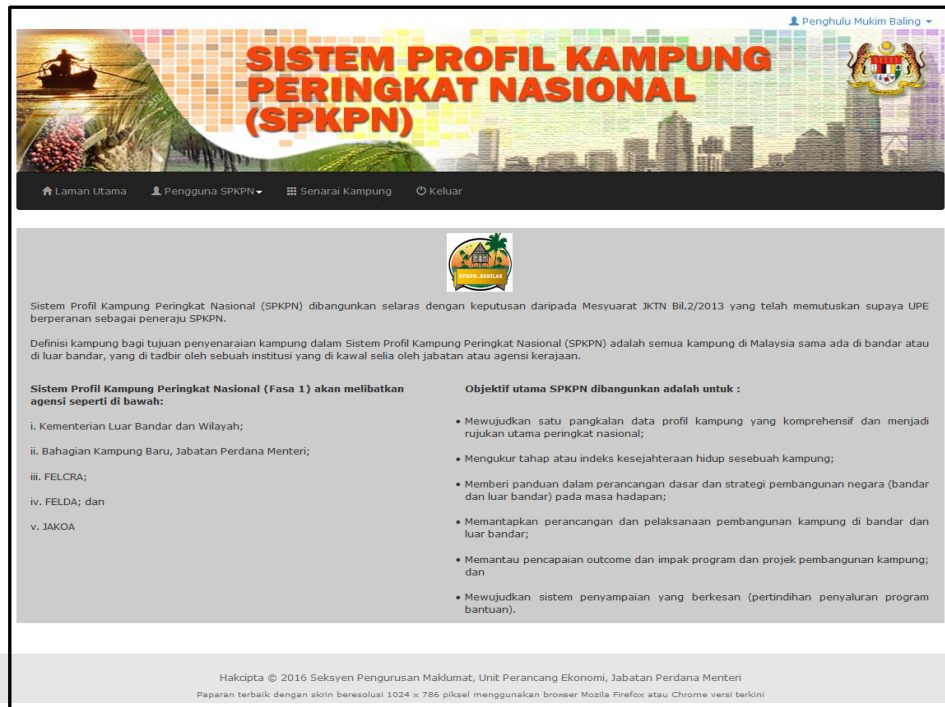 Penghulu Mukim Baling
SISTEM PROFIL KAMPUNG
PERINGKAT NASIONAL
(SPKPN)
Laman Utama Pengguna SPKPN Senarai Kampung Keluar
SPKPN..SEKILAS
Sistem Profil Kampung Peringkat Nasional (SPKPN) dibangunkan selaras dengan keputusan daripada Mesyuarat JKTN Bil.2/2013 yang telah memutuskan supaya UPE
berperanan sebagai peneraju SPKPN.
Definisi kampung bagi tujuan penyenaraian kampung dalam Sistem Profil Kampung Peringkat Nasional (SPKPN) adalah semua kampung di Malaysia sama ada di bandar atau
di luar bandar, yang di tadbir oleh sebuah institusi yang di kawal selia oleh jabatan atau agensi kerajaan.
Sistem Profil Kampung Peringkat Nasional (Fasa 1) akan melibatkan
agensi seperti di bawah:
i. Kementerian Luar Bandar dan Wilayah;
ii. Bahagian Kampung Baru, Jabatan Perdana Menteri;
iii. FELCRA;
iv. FELDA; dan
v. JAKOA
Objektif utama SPKPN dibangunkan adalah untuk :
• Mewujudkan satu pangkalan data profil kampung yang komprehensif dan menjadi
rujukan utama peringkat nasional;
• Mengukur tahap atau indeks kesejahteraan hidup sesebuah kampung;
• Memberi panduan dalam perancangan dasar dan strategi pembangunan negara (bandar
dan luar bandar) pada masa hadapan;
• Memantapkan perancangan dan pelaksanaan pembangunan kampung di bandar dan
luar bandar;
• Memantau pencapaian outcome dan impak program dan projek pembangunan kampung;
dan
• Mewujudkan sistem penyampaian yang berkesan (pertindihan penyaluran program
bantuan).
Hakcipta © 2016 Seksyen Pengurusan Maklumat, Unit Perancang Ekonomi, Jabatan Perdana Menteri
Paparan terbaik dengan skrin beresolusi 1024 x 786 piksel menggunakan browser Mozila Firefox atau Chrome versi terkini